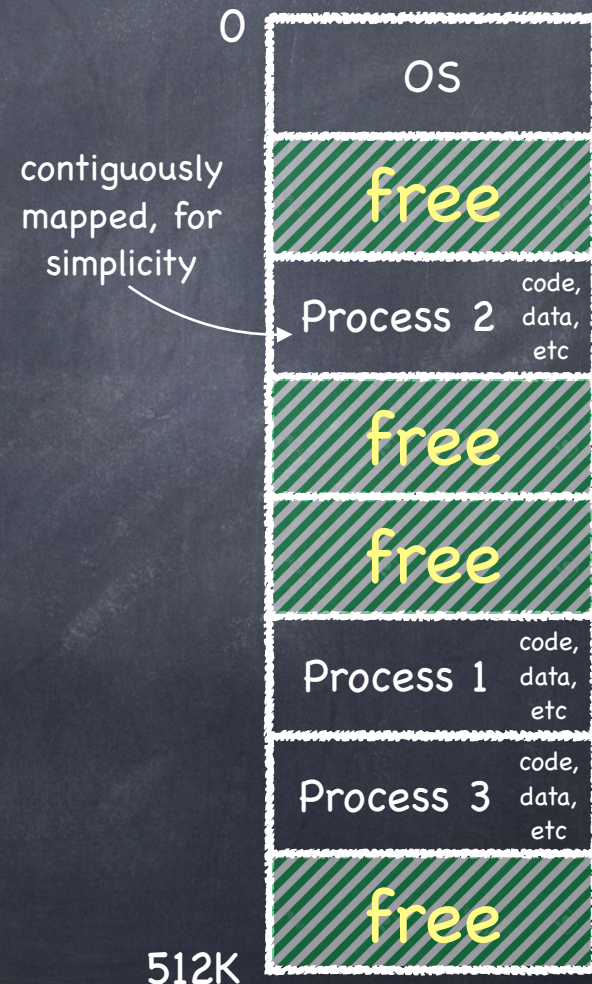 0
OS
free
contiguously
mapped, for
simplicity
Process 2
code,
data,
etc
free
free
Process 1
code,
data,
etc
Process 3
code,
data,
etc
free
512K